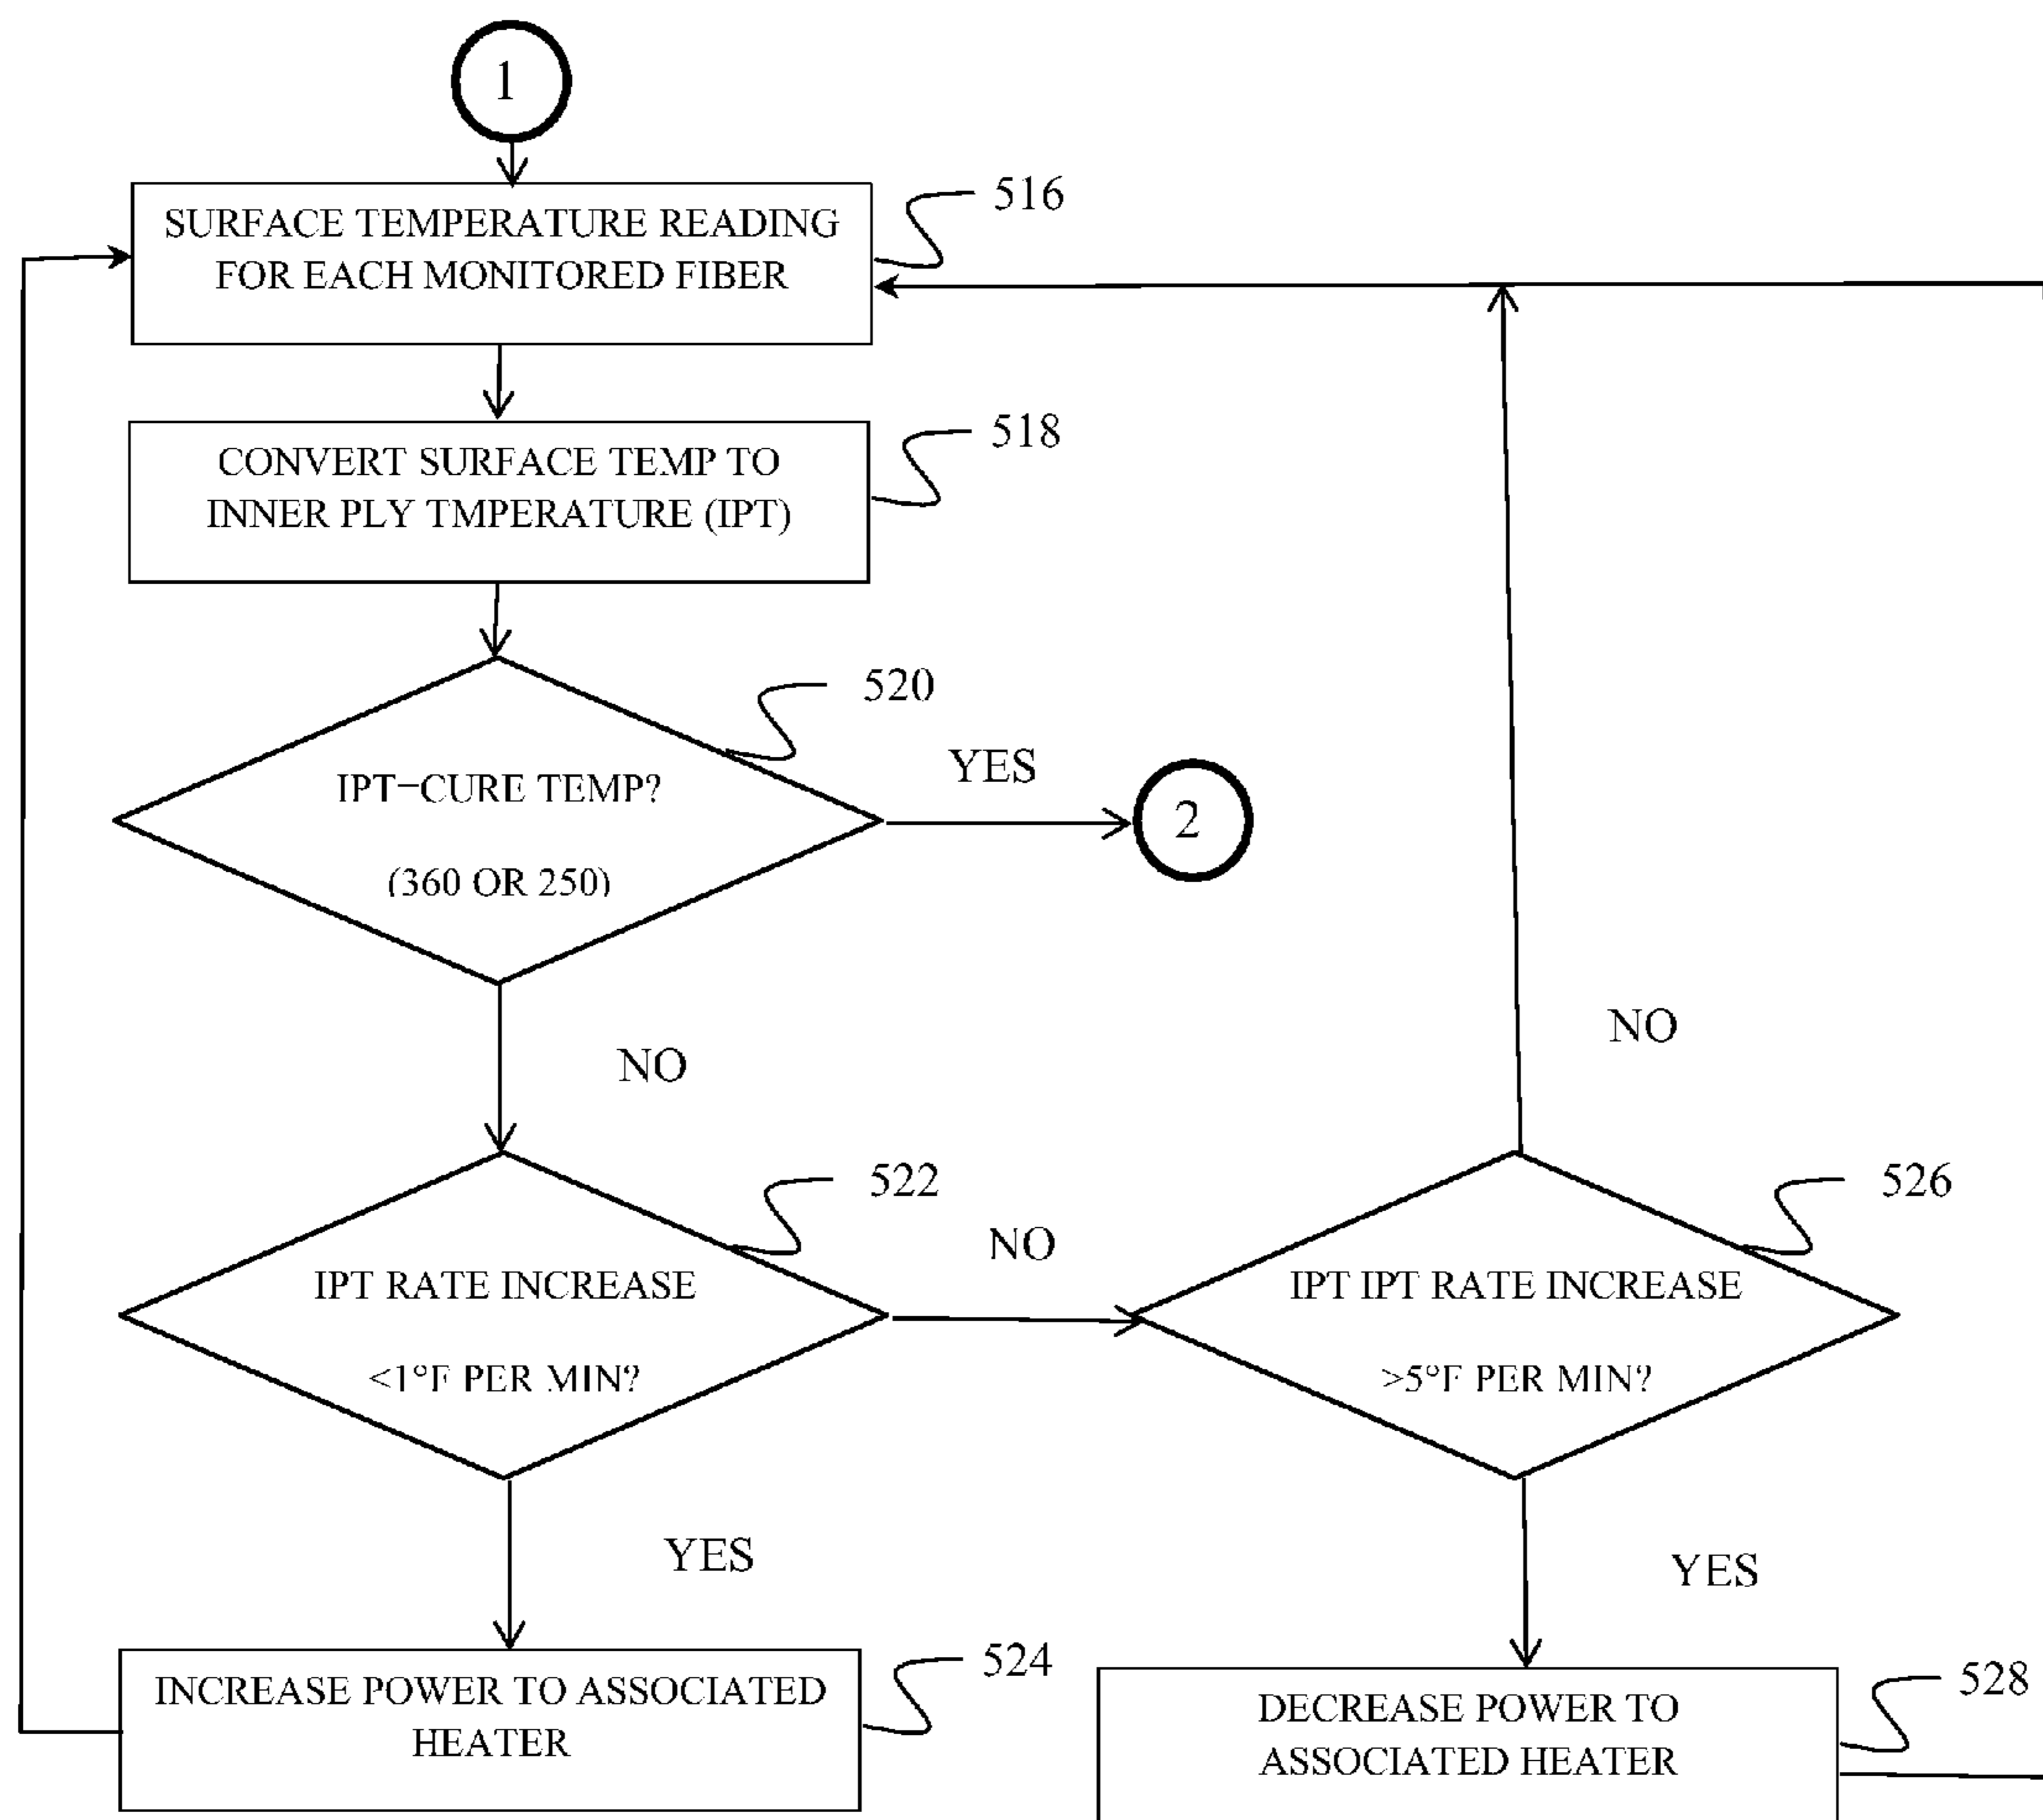 1
SURFACE TEMPERATURE READING
FOR EACH MONITORED FIBER
516
CONVERT SURFACE TEMP TO
INNER PLY TMPERATURE (IPT)
518
520
IPT−CURE TEMP?
(360 OR 250)
YES
2
NO
NO
522
IPT RATE INCREASE
<1°F PER MIN?
NO
526
IPT IPT RATE INCREASE
>5°F PER MIN?
YES
YES
INCREASE POWER TO ASSOCIATED
HEATER
524
DECREASE POWER TO
ASSOCIATED HEATER
528